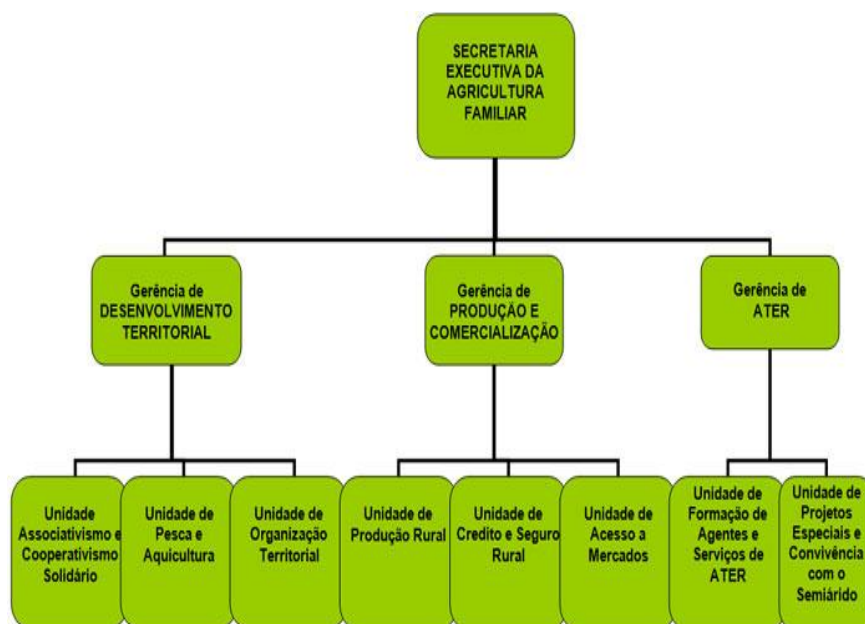 SECRETARIA
EXECUTIVA DA
AGRICULTURA
FAMILIAR
Gerência de
DESENVOLVIMENTO
TERRITORIAL
Gerência de
PRODUÇÃO E
COMERCIALIZAÇÃO
Gerência de
ATER
Unidade
Associativismo e
Cooperativismo
Solidário
Unidade de
Pesca e
Aquicultura
Unidade de
Organização
Territorial
Unidade de
Produção Rural
Unidade de
Credito e Seguro
Rural
Unidade de
Acesso a
Mercados
Unidade de
Formação de
Agentes e
Serviços de
ATER
Unidade de
Projetos
Especiais e
Convivência
com o
Semiárido